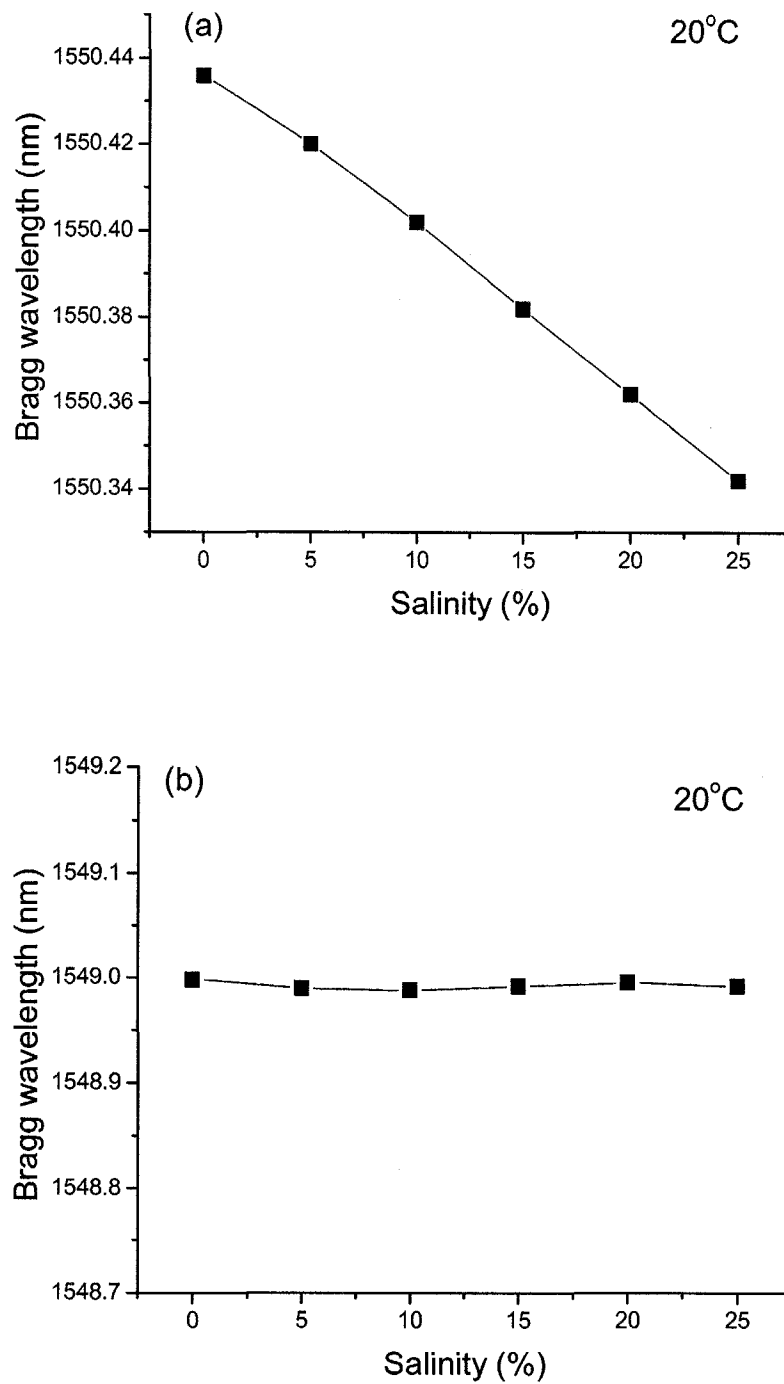 (a)
20°C
Bragg wavelength (nm)
1550.44
1550.42
1550.40
1550.38
1550.36
1550.34
0 5 10 15 20 25
Salinity (%)
(b)
20°C
Bragg wavelength (nm)
1549.2
1549.1
1549.0
1548.9
1548.8
1548.7
0 5 10 15 20 25
Salinity (%)